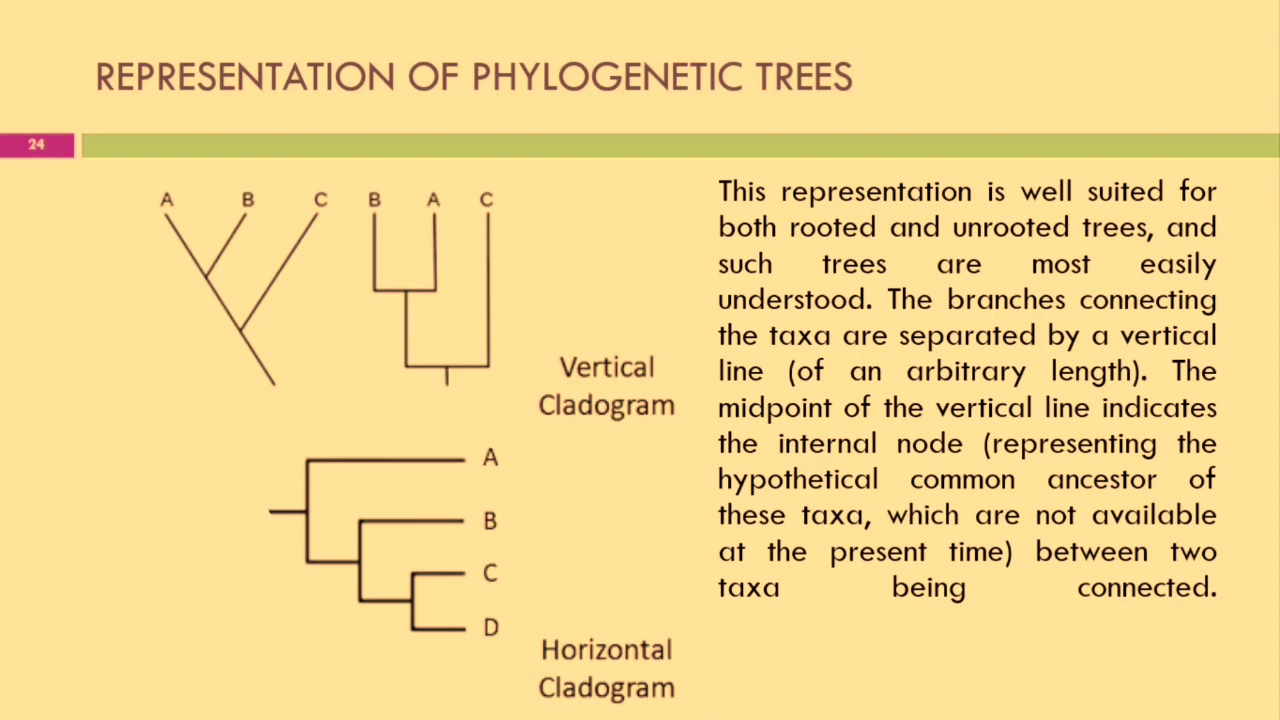 REPRESENTATION OF PHYLOGENETIC TREES
24
A B C B A C
Vertical
Cladogram
A
B
C
D
Horizontal
Cladogram
This representation is well suited for
both rooted and unrooted trees, and
such trees are most easily
understood. The branches connecting
the taxa are separated by a vertical
line (of an arbitrary length). The
midpoint of the vertical line indicates
the internal node (representing the
hypothetical common ancestor of
these taxa, which are not available
at the present time) between two
taxa being connected.